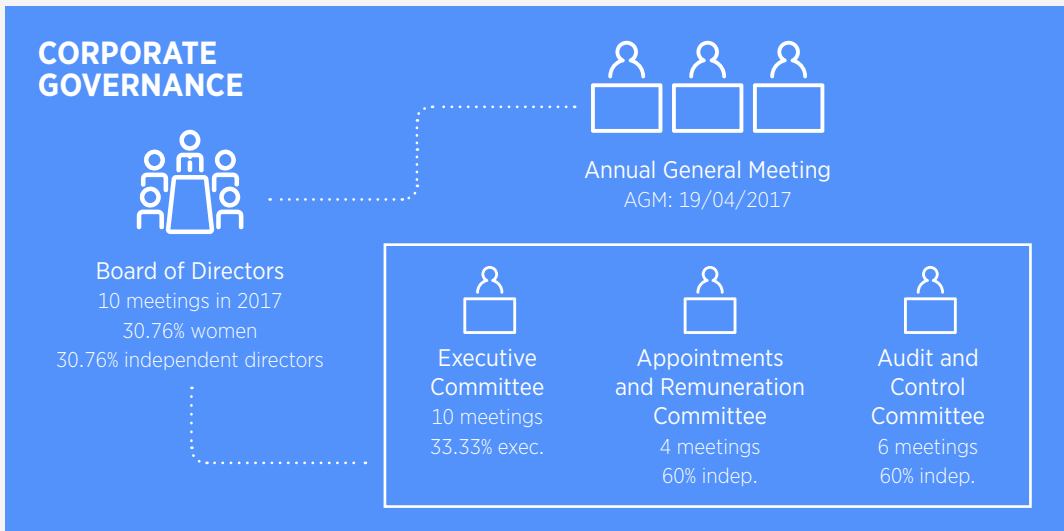 CORPORATE
GOVERNANCE
Annual General Meeting
AGM: 19/04/2017
Board of Directors
10 meetings in 2017
30.76% women
30.76% independent directors
Executive
Committee
10 meetings
33.33% exec.
Appointments
and Remuneration
Committee
4 meetings
60% indep.
Audit and
Control
Committee
6 meetings
60% indep.